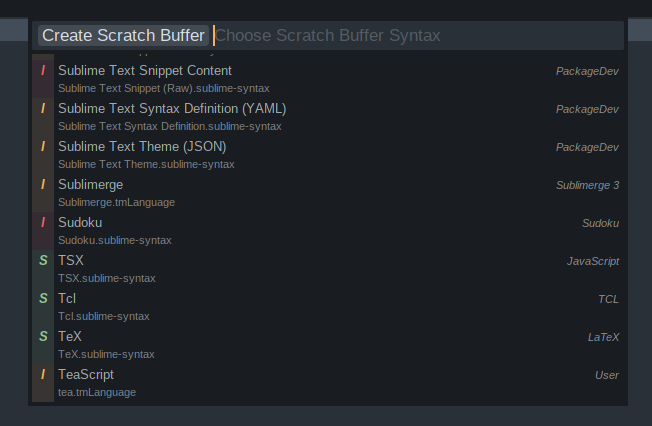 Create Scratch Buffer Choose Scratch Buffer Syntax
I Sublime Text Snippet Content PackageDev
Sublime Text Snippet (Raw).sublime-syntax
I Sublime Text Syntax Definition (YAML) PackageDev
Sublime Text Syntax Definition.sublime-syntax
I Sublime Text Theme (JSON) PackageDev
Sublime Text Theme.sublime-syntax
I Sublimerge Sublimerge 3
Sublimerge.tmLanguage
I Sudoku Sudoku
Sudoku.sublime-syntax
S TSX JavaScript
TSX.sublime-syntax
S Tcl TCL
Tcl.sublime-syntax
S TeX LaTeX
TeX.sublime-syntax
I TeaScript User
tea.tmLanguage